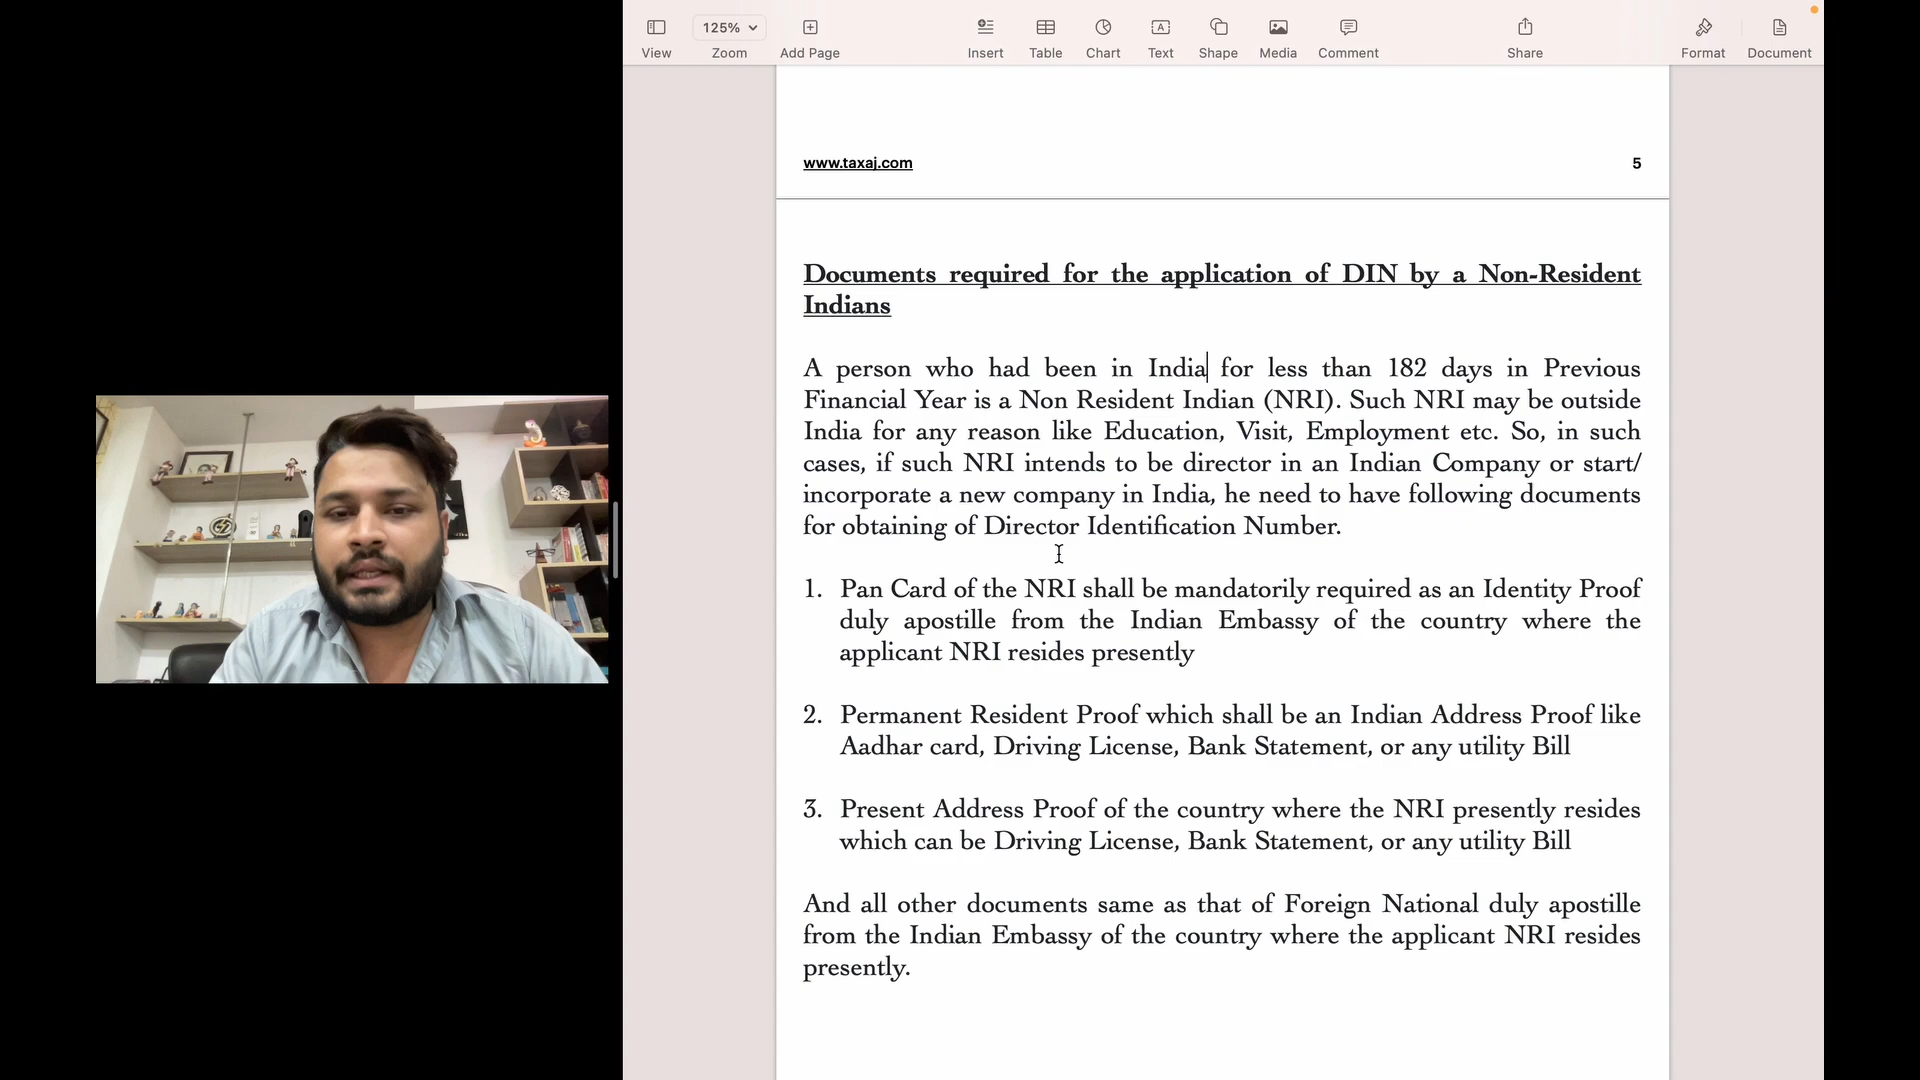 125%
View
Zoom
Add Page
Insert
Table
Chart
Text
Shape
Media
Comment
Share
Format
Document
www.taxaj.com
5
Documents required for the application of DIN by a Non-Resident
Indians
A person who had been in India for less than 182 days in Previous
Financial Year is a Non Resident Indian (NRI). Such NRI may be outside
India for any reason like Education, Visit, Employment etc. So, in such
cases, if such NRI intends to be director in an Indian Company or start/
incorporate a new company in India, he need to have following documents
for obtaining of Director Identification Number.
1. Pan Card of the NRI shall be mandatorily required as an Identity Proof
duly apostille from the Indian Embassy of the country where the
applicant NRI resides presently
2. Permanent Resident Proof which shall be an Indian Address Proof like
Aadhar card, Driving License, Bank Statement, or any utility Bill
3. Present Address Proof of the country where the NRI presently resides
which can be Driving License, Bank Statement, or any utility Bill
And all other documents same as that of Foreign National duly apostille
from the Indian Embassy of the country where the applicant NRI resides
presently.